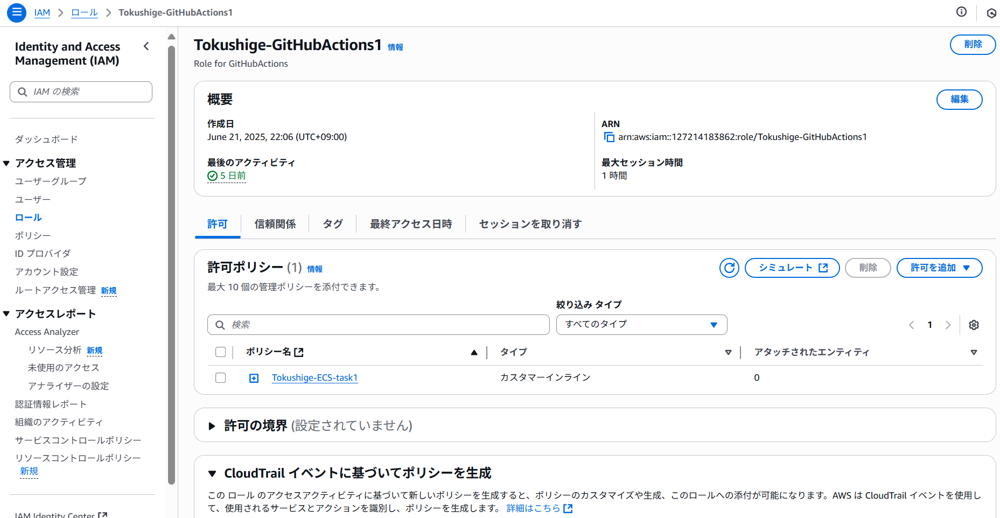 IAM > ロール > Tokushige-GitHubActions1
Identity and Access
Management (IAM)
IAM の検索
ダッシュボード
アクセス管理
ユーザーグループ
ユーザー
ロール
ポリシー
ID プロバイダ
アカウント設定
ルートアクセス管理 新規
アクセスレポート
Access Analyzer
リソース分析 新規
未使用のアクセス
アナライザーの設定
認証情報レポート
組織のアクティビティ
サービスコントロールポリシー
リソースコントロールポリシー
新規
IAM Identity Center
Tokushige-GitHubActions1 情報
削除
Role for GitHubActions
概要
編集
作成日
June 21, 2025, 22:06 (UTC+09:00)
ARN
arn:aws:iam::127214183862:role/Tokushige-GitHubActions1
最後のアクティビティ
5 日前
最大セッション時間
1 時間
許可 信頼関係 タグ 最終アクセス日時 セッションを取り消す
許可ポリシー (1) 情報
シミュレート 削除 許可を追加
最大 10 個の管理ポリシーを添付できます。
絞り込み タイプ
検索 すべてのタイプ 1
ポリシー名 タイプ アタッチされたエンティティ
Tokushige-ECS-task1 カスタマーインライン 0
許可の境界 (設定されていません)
CloudTrail イベントに基づいてポリシーを生成
この ロール のアクセスアクティビティに基づいて新しいポリシーを生成すると、ポリシーのカスタマイズや生成、このロールへの添付が可能になります。AWS は CloudTrail イベントを使用し
て、使用されるサービスとアクションを識別し、ポリシーを生成します。 詳細はこちら